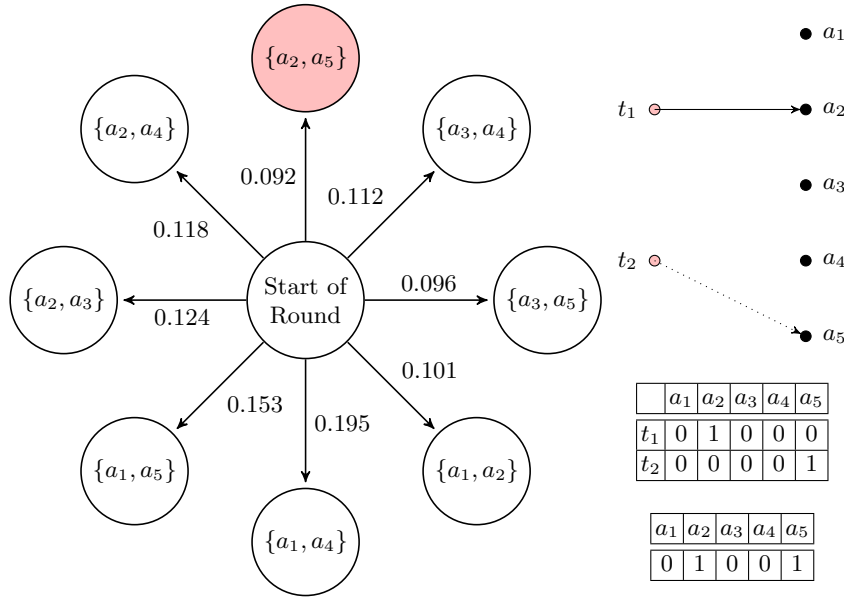 {a₂, a₅}
{a₂, a₄}
{a₃, a₄}
0.092
0.112
0.118
Start of
Round
0.096
{a₂, a₃}
{a₃, a₅}
0.124
0.101
0.153
0.195
{a₁, a₅}
{a₁, a₂}
{a₁, a₄}
a₁
t₁ a₂
a₃
t₂ a₄
a₅
a₁ a₂ a₃ a₄ a₅
t₁ 0 1 0 0 0
t₂ 0 0 0 0 1
a₁ a₂ a₃ a₄ a₅
0 1 0 0 1